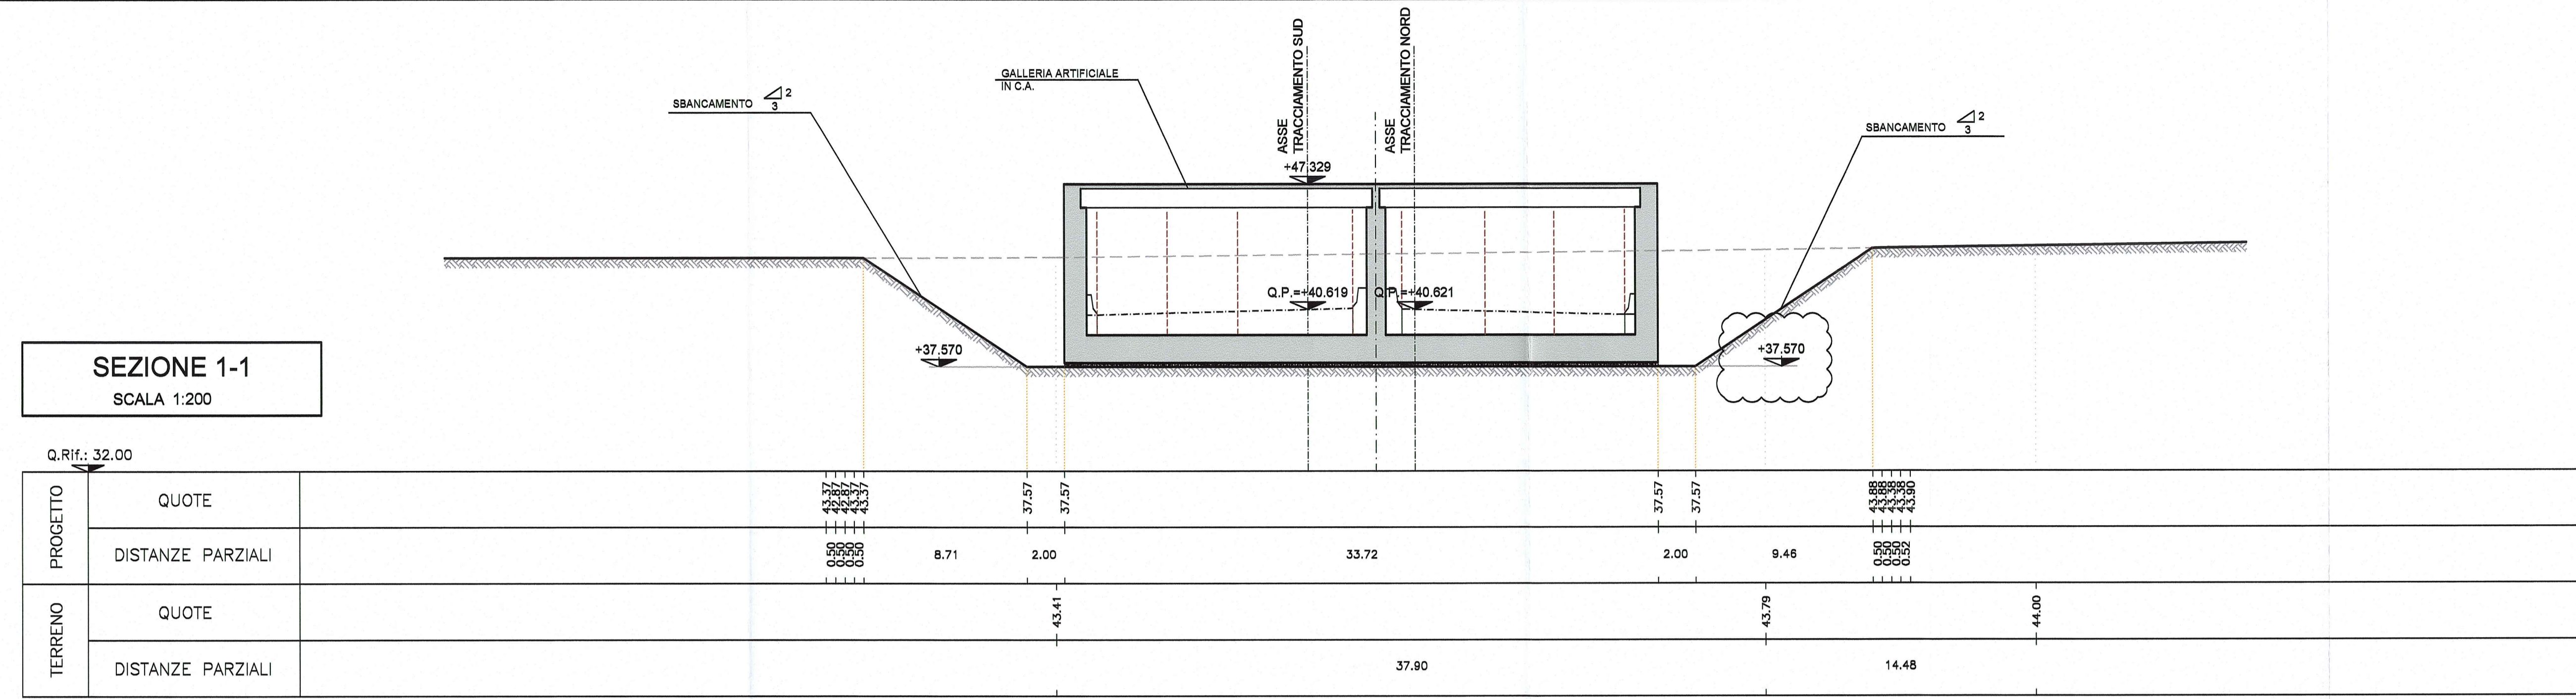 ASSE
TRACCIAMENTO SUD
ASSE
TRACCIAMENTO NORD
GALLERIA ARTIFICIALE
IN C.A.
SBANCAMENTO 2
3
SBANCAMENTO 2
3
+47.329
Q.P.=+40.619
Q.P.=+40.621
+37.570
+37.570
SEZIONE 1-1
SCALA 1:200
Q.Rif.: 32.00
PROGETTO
QUOTE
43.37
42.87
42.87
43.37
43.37
37.57
37.57
37.57
37.57
43.88
43.88
43.38
43.38
43.90
DISTANZE PARZIALI
0.50
0.50
0.50
0.50
8.71
2.00
33.72
2.00
9.46
0.50
0.50
0.50
0.52
TERRENO
QUOTE
43.41
43.79
44.00
DISTANZE PARZIALI
37.90
14.48